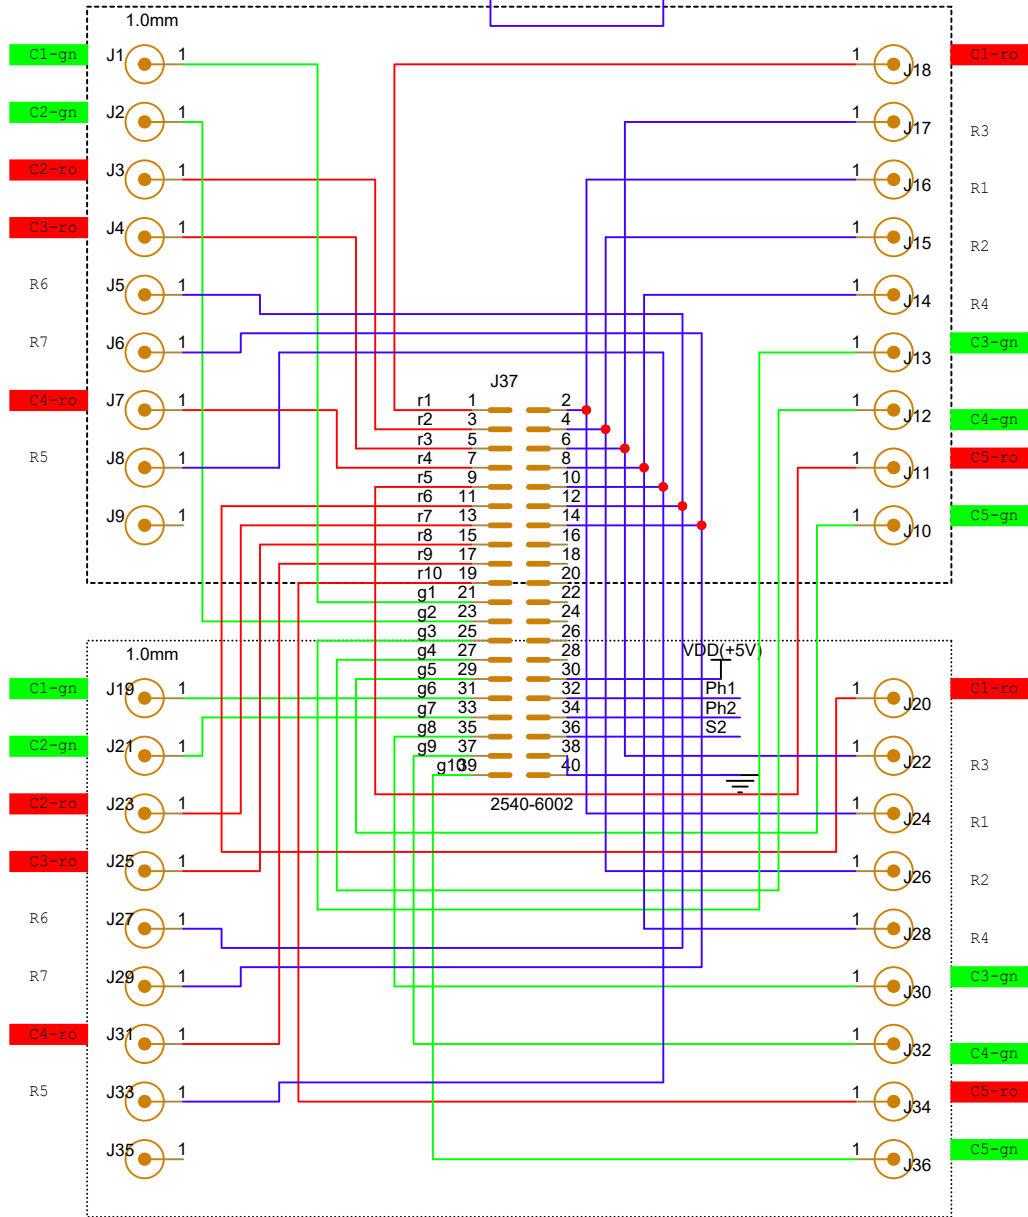 1.0mm
C1-gn J1 1 1 J18 C1-ro
C2-gn J2 1 1 J17 R3
C2-ro J3 1 1 J16 R1
C3-ro J4 1 1 J15 R2
R6 J5 1 1 J14 R4
R7 J6 1 1 J13 C3-gn
J37
C4-ro J7 1 r1 1 2 1 J12 C4-gn
r2 3 4
r3 5 6
R5 J8 1 r4 7 8 1 J11 C5-ro
r5 9 10
r6 11 12
J9 1 r7 13 14 1 J10 C5-gn
r8 15 16
r9 17 18
r10 19 20
g1 21 22
g2 23 24
g3 25 26
1.0mm g4 27 28 VDD(+5V)
g5 29 30
C1-gn J19 1 g6 31 32 Ph1 1 J20 C1-ro
g7 33 34 Ph2
g8 35 36 S2
C2-gn J21 1 g9 37 38 1 J22 R3
g10 39 40
2540-6002
C2-ro J23 1 1 J24 R1
C3-ro J25 1 1 J26 R2
R6 J27 1 1 J28 R4
R7 J29 1 1 J30 C3-gn
C4-ro J31 1 1 J32 C4-gn
R5 J33 1 1 J34 C5-ro
J35 1 1 J36 C5-gn